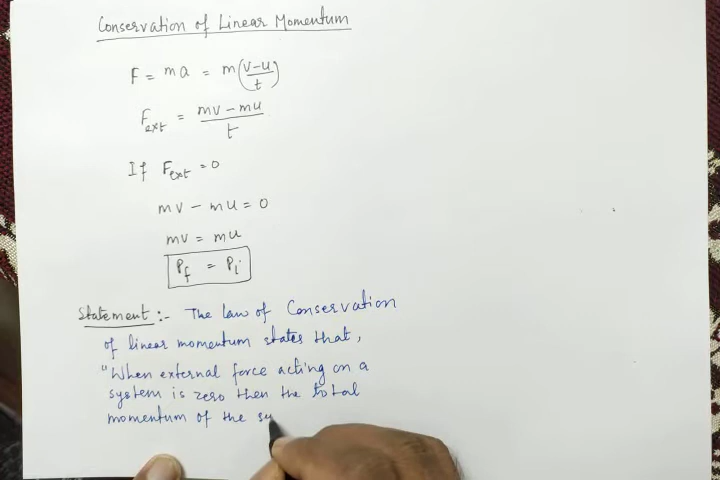 Conservation of Linear Momentum
F = ma = m(v-u/t)
Fext = mv - mu/t
If Fext = 0
mv - mu = 0
mv = mu
Pf = Pi
Statement :- The law of Conservation
of linear momentum states that,
"When external force acting on a
system is zero then the total
momentum of the sy